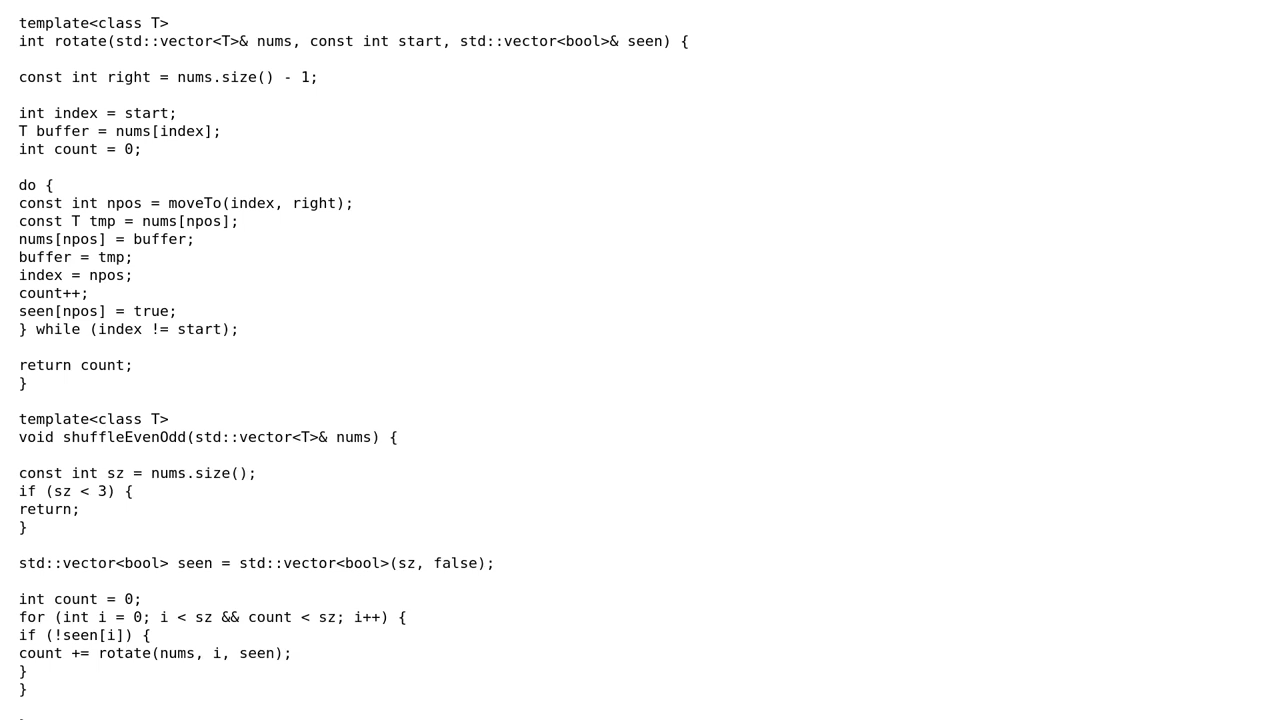 template<class T>
int rotate(std::vector<T>& nums, const int start, std::vector<bool>& seen) {
const int right = nums.size() - 1;
int index = start;
T buffer = nums[index];
int count = 0;
do {
const int npos = moveTo(index, right);
const T tmp = nums[npos];
nums[npos] = buffer;
buffer = tmp;
index = npos;
count++;
seen[npos] = true;
} while (index != start);
return count;
}
template<class T>
void shuffleEvenOdd(std::vector<T>& nums) {
const int sz = nums.size();
if (sz < 3) {
return;
}
std::vector<bool> seen = std::vector<bool>(sz, false);
int count = 0;
for (int i = 0; i < sz && count < sz; i++) {
if (!seen[i]) {
count += rotate(nums, i, seen);
}
}